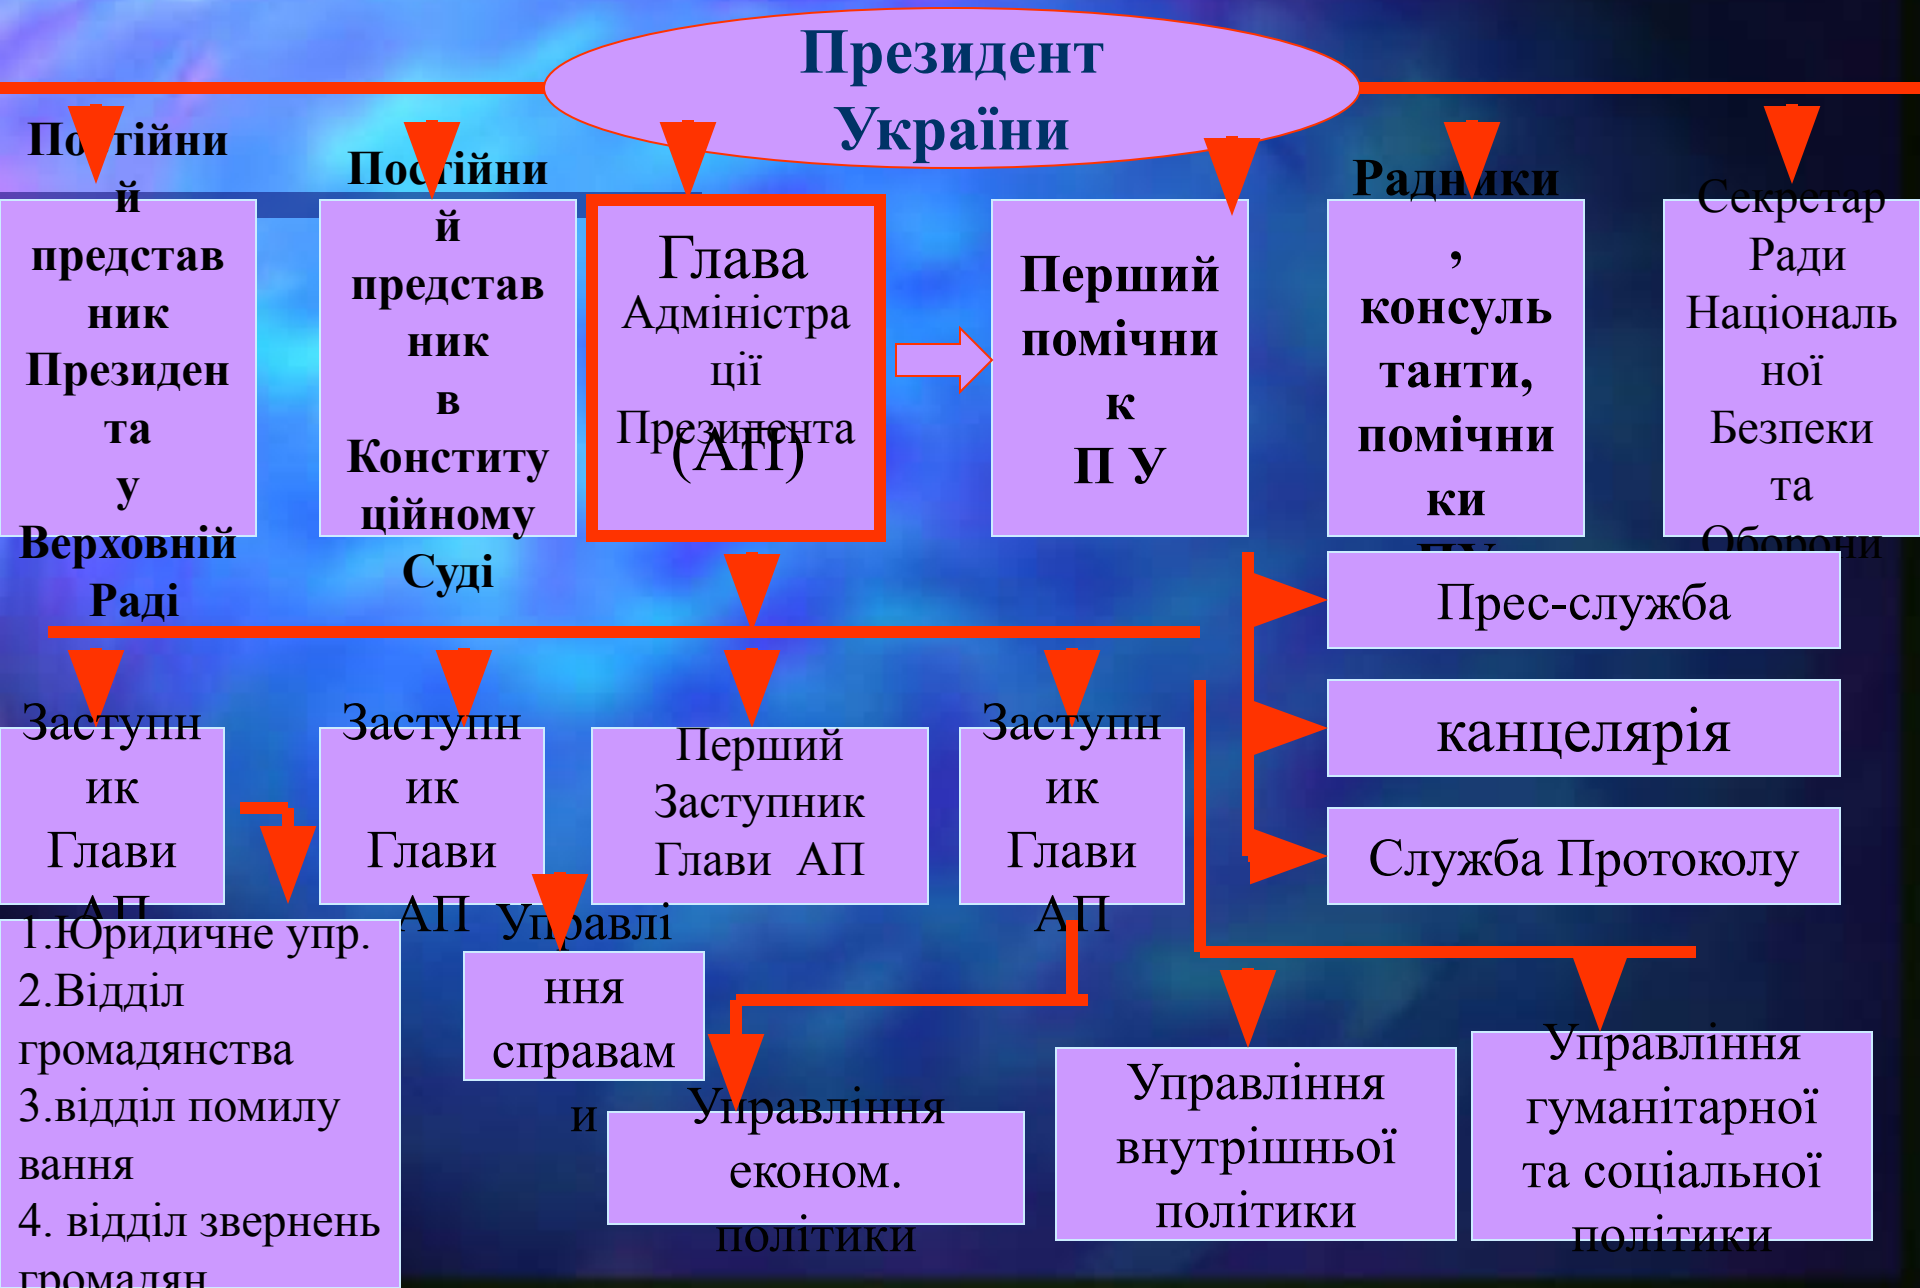 Президент
України
Постійни
й
представ
ник
Президен
та
у
Верховній
Раді
Постійни
й
представ
ник
в
Конститу
ційному
Суді
Глава
Адміністра
ції
Президента
(АП)
Перший
помічни
к
П У
Радники
,
консуль
танти,
помічни
ки
ПУ
Секретар
Ради
Національ
ної
Безпеки
та
Оборони
Прес-служба
канцелярія
Служба Протоколу
Заступн
ик
Глави
АП
Заступн
ик
Глави
АП
Перший
Заступник
Глави АП
Заступн
ик
Глави
АП
1.Юридичне упр.
2.Відділ
громадянства
3.відділ помилу
вання
4. відділ звернень
громадян
Управлі
ння
справам
и
Управління
економ.
політики
Управління
внутрішньої
політики
Управління
гуманітарної
та соціальної
політики